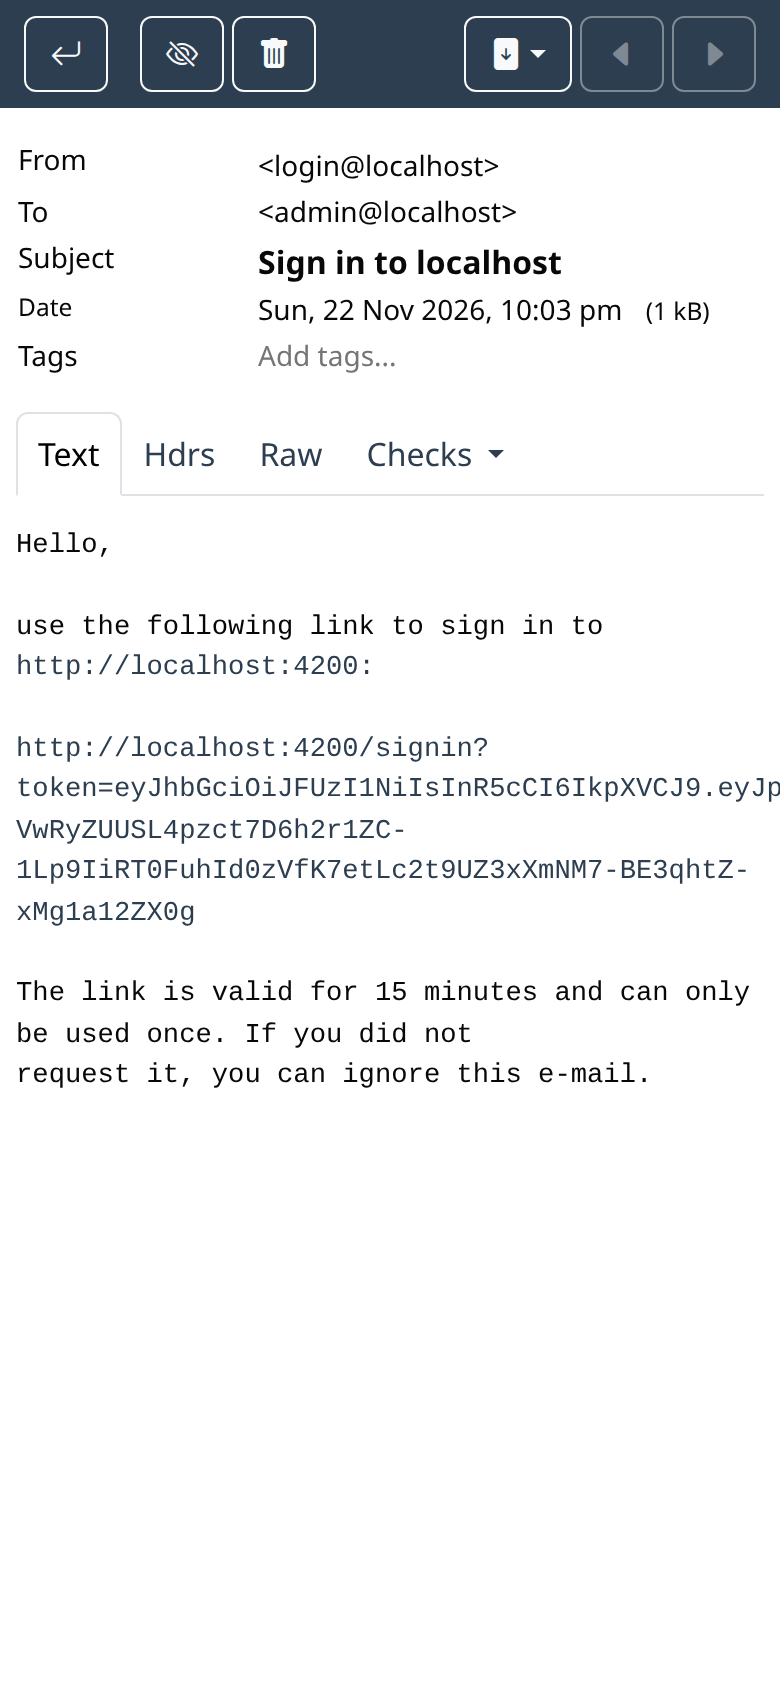 From <login@localhost>
To <admin@localhost>
Subject Sign in to localhost
Date Sun, 22 Nov 2026, 10:03 pm (1 kB)
Tags Add tags...
Text Hdrs Raw Checks
Hello,
use the following link to sign in to
http://localhost:4200:
http://localhost:4200/signin?
token=eyJhbGciOiJFUzI1NiIsInR5cCI6IkpXVCJ9.eyJp
VwRyZUUSL4pzct7D6h2r1ZC-
1Lp9IiRT0FuhId0zVfK7etLc2t9UZ3xXmNM7-BE3qhtZ-
xMg1a12ZX0g
The link is valid for 15 minutes and can only
be used once. If you did not
request it, you can ignore this e-mail.